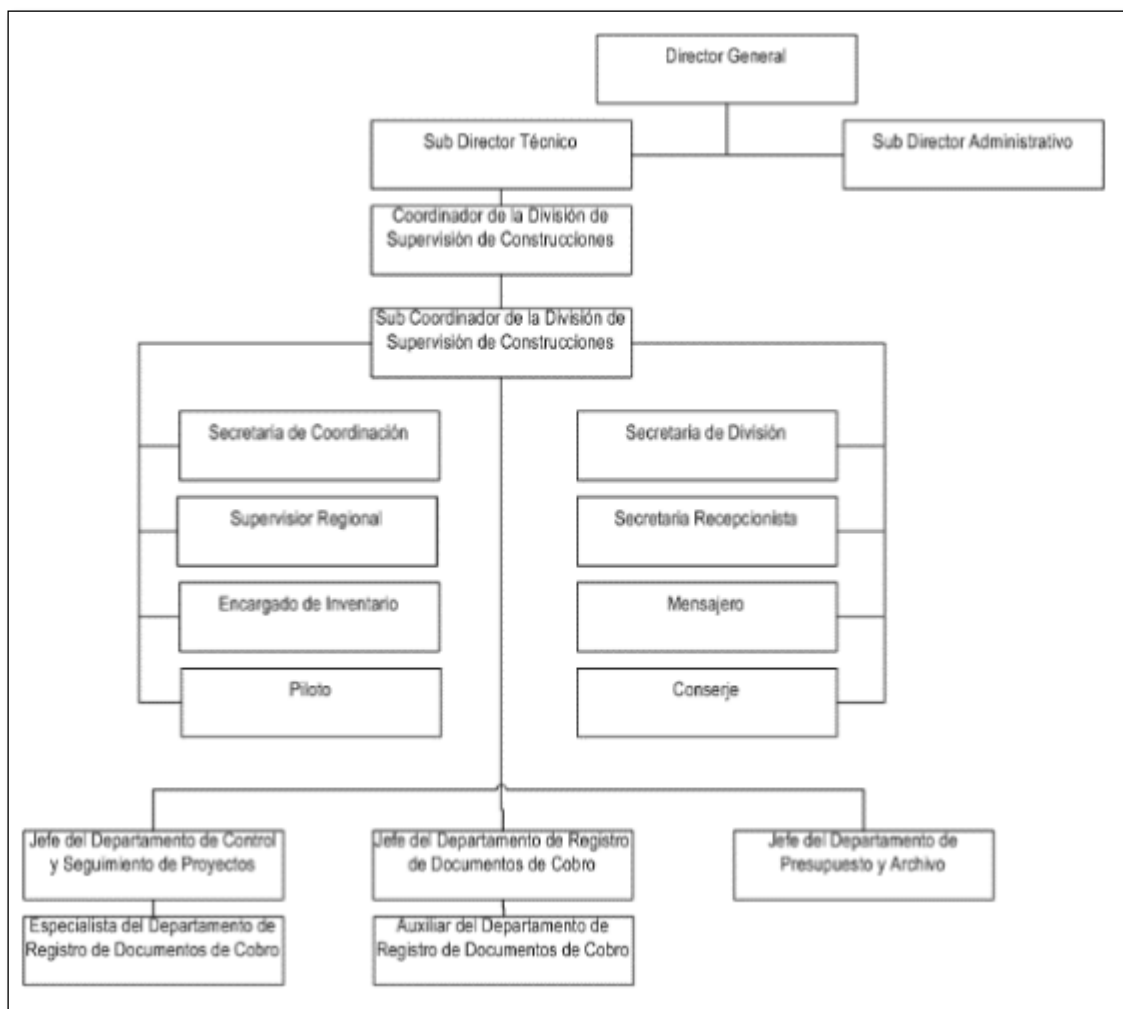 Director General
Sub Director Técnico
Sub Director Administrativo
Coordinador de la División de
Supervisión de Construcciones
Sub Coordinador de la División de
Supervisión de Construcciones
Secretaria de Coordinación
Secretaria de División
Supervisior Regional
Secretaria Recepcionista
Encargado de Inventario
Mensajero
Piloto
Conserje
Jefe del Departamento de Control
y Seguimiento de Proyectos
Jefe del Departamento de Registro
de Documentos de Cobro
Jefe del Departamento de
Presupuesto y Archivo
Especialista del Departamento de
Registro de Documentos de Cobro
Auxiliar del Departamento de
Registro de Documentos de Cobro